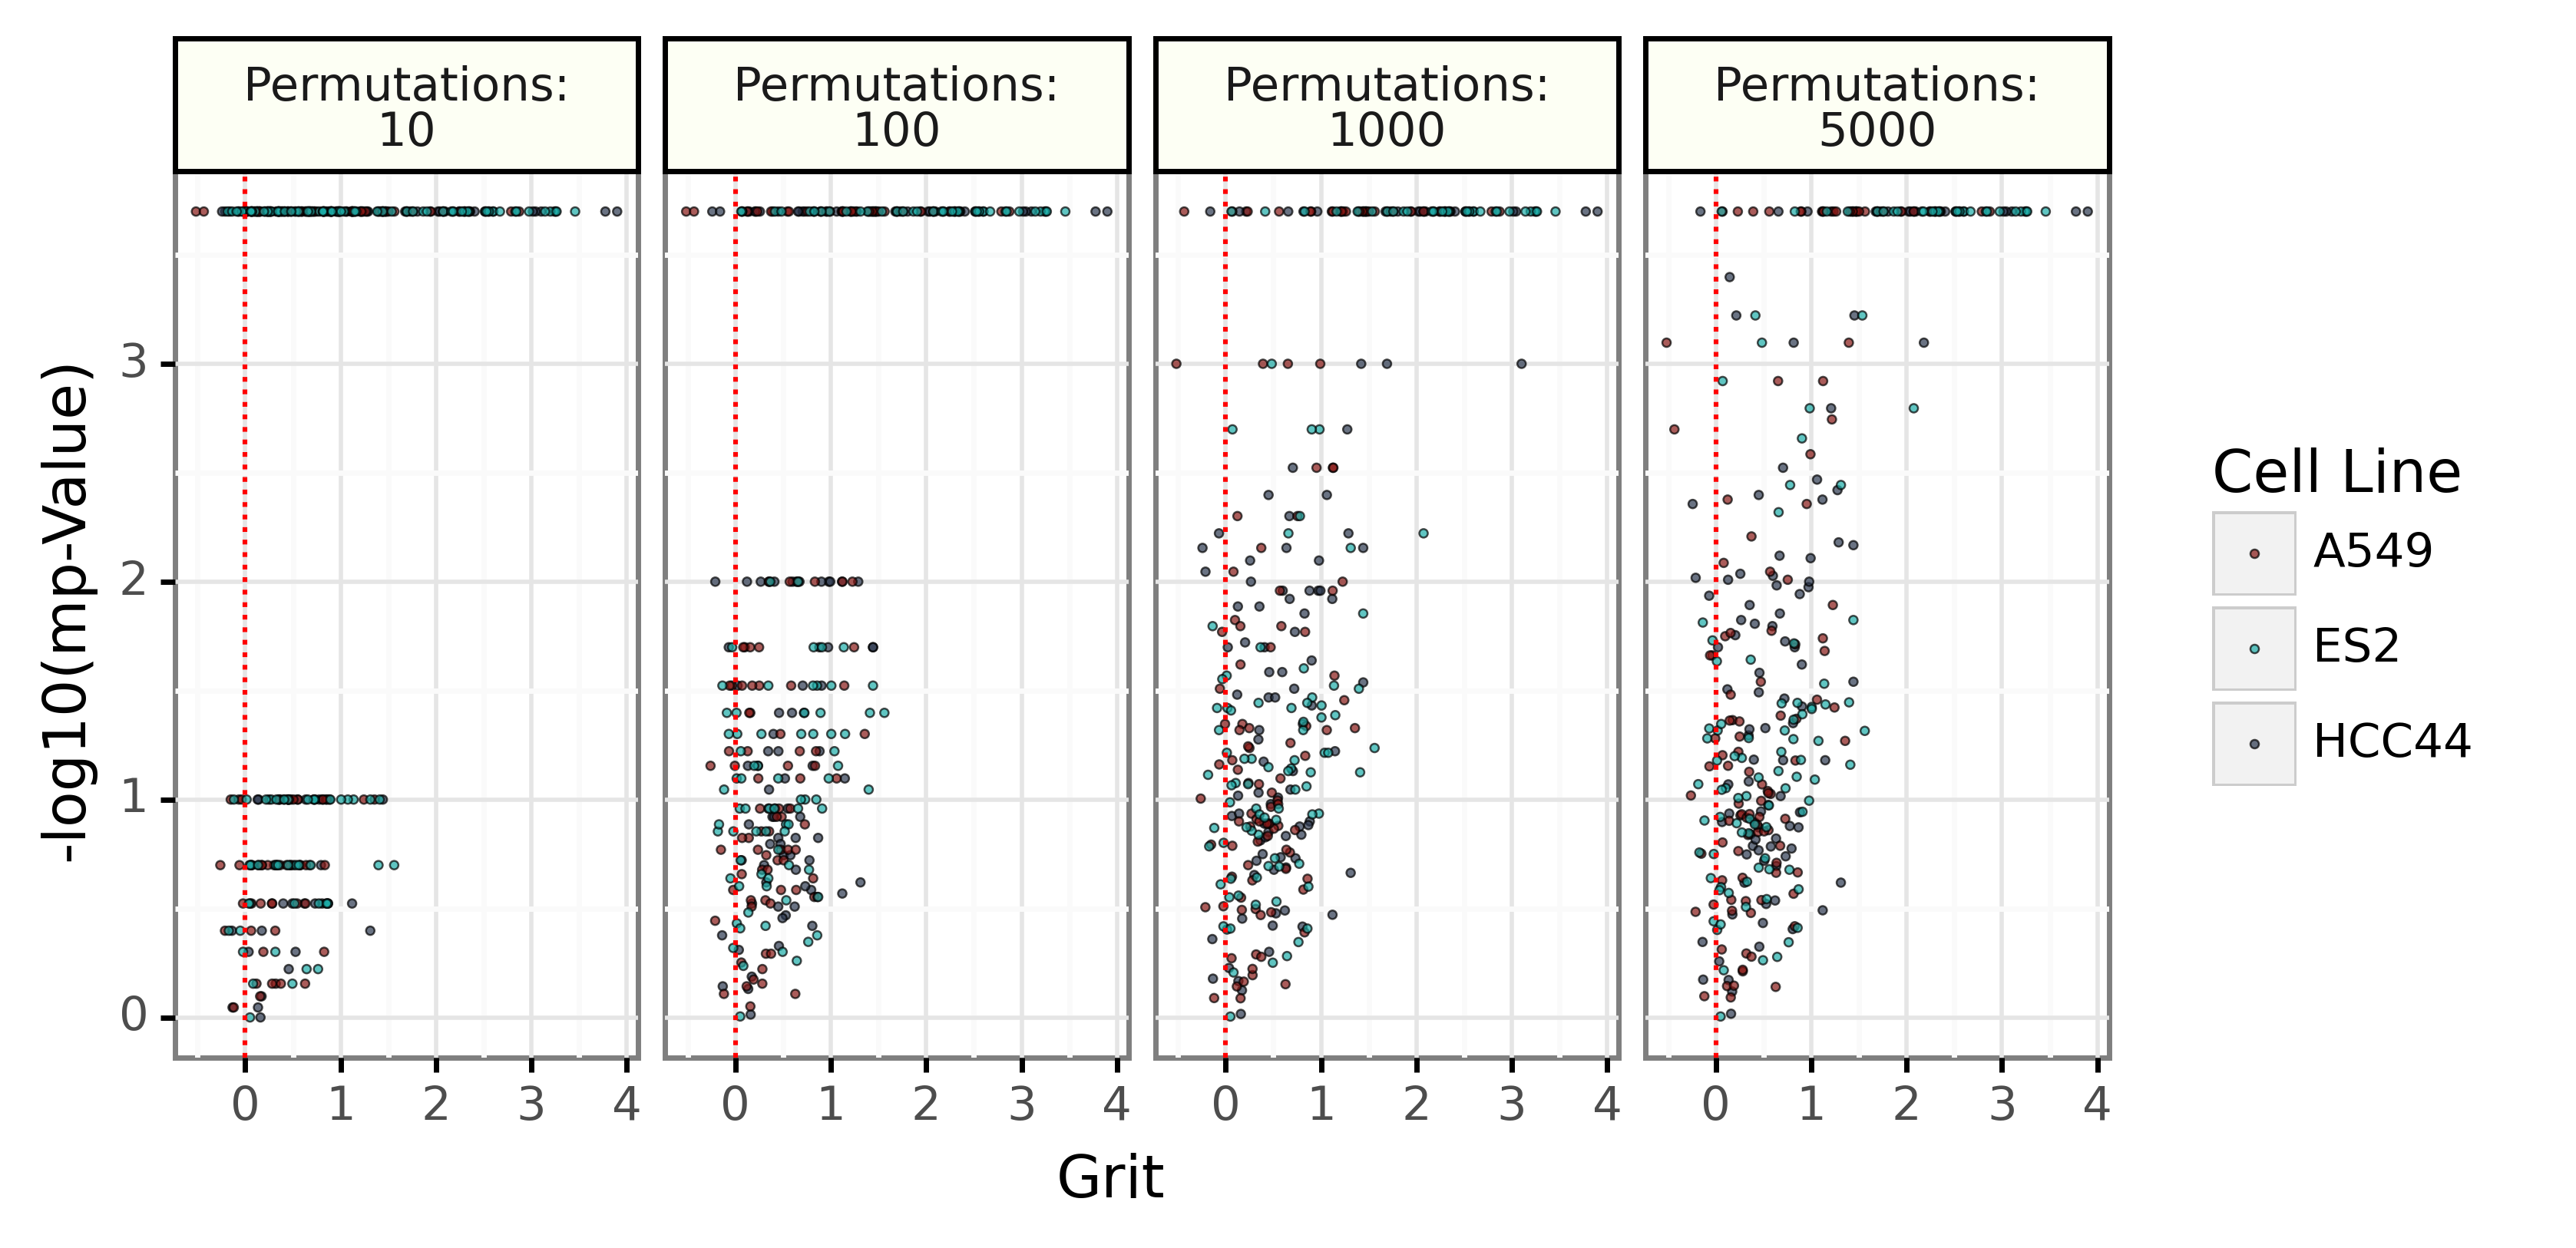 Permutations:
10
Permutations:
100
Permutations:
1000
Permutations:
5000
-log10(mp-Value)
3
2
1
0
0 1 2 3 4
0 1 2 3 4
0 1 2 3 4
0 1 2 3 4
Grit
Cell Line
A549
ES2
HCC44